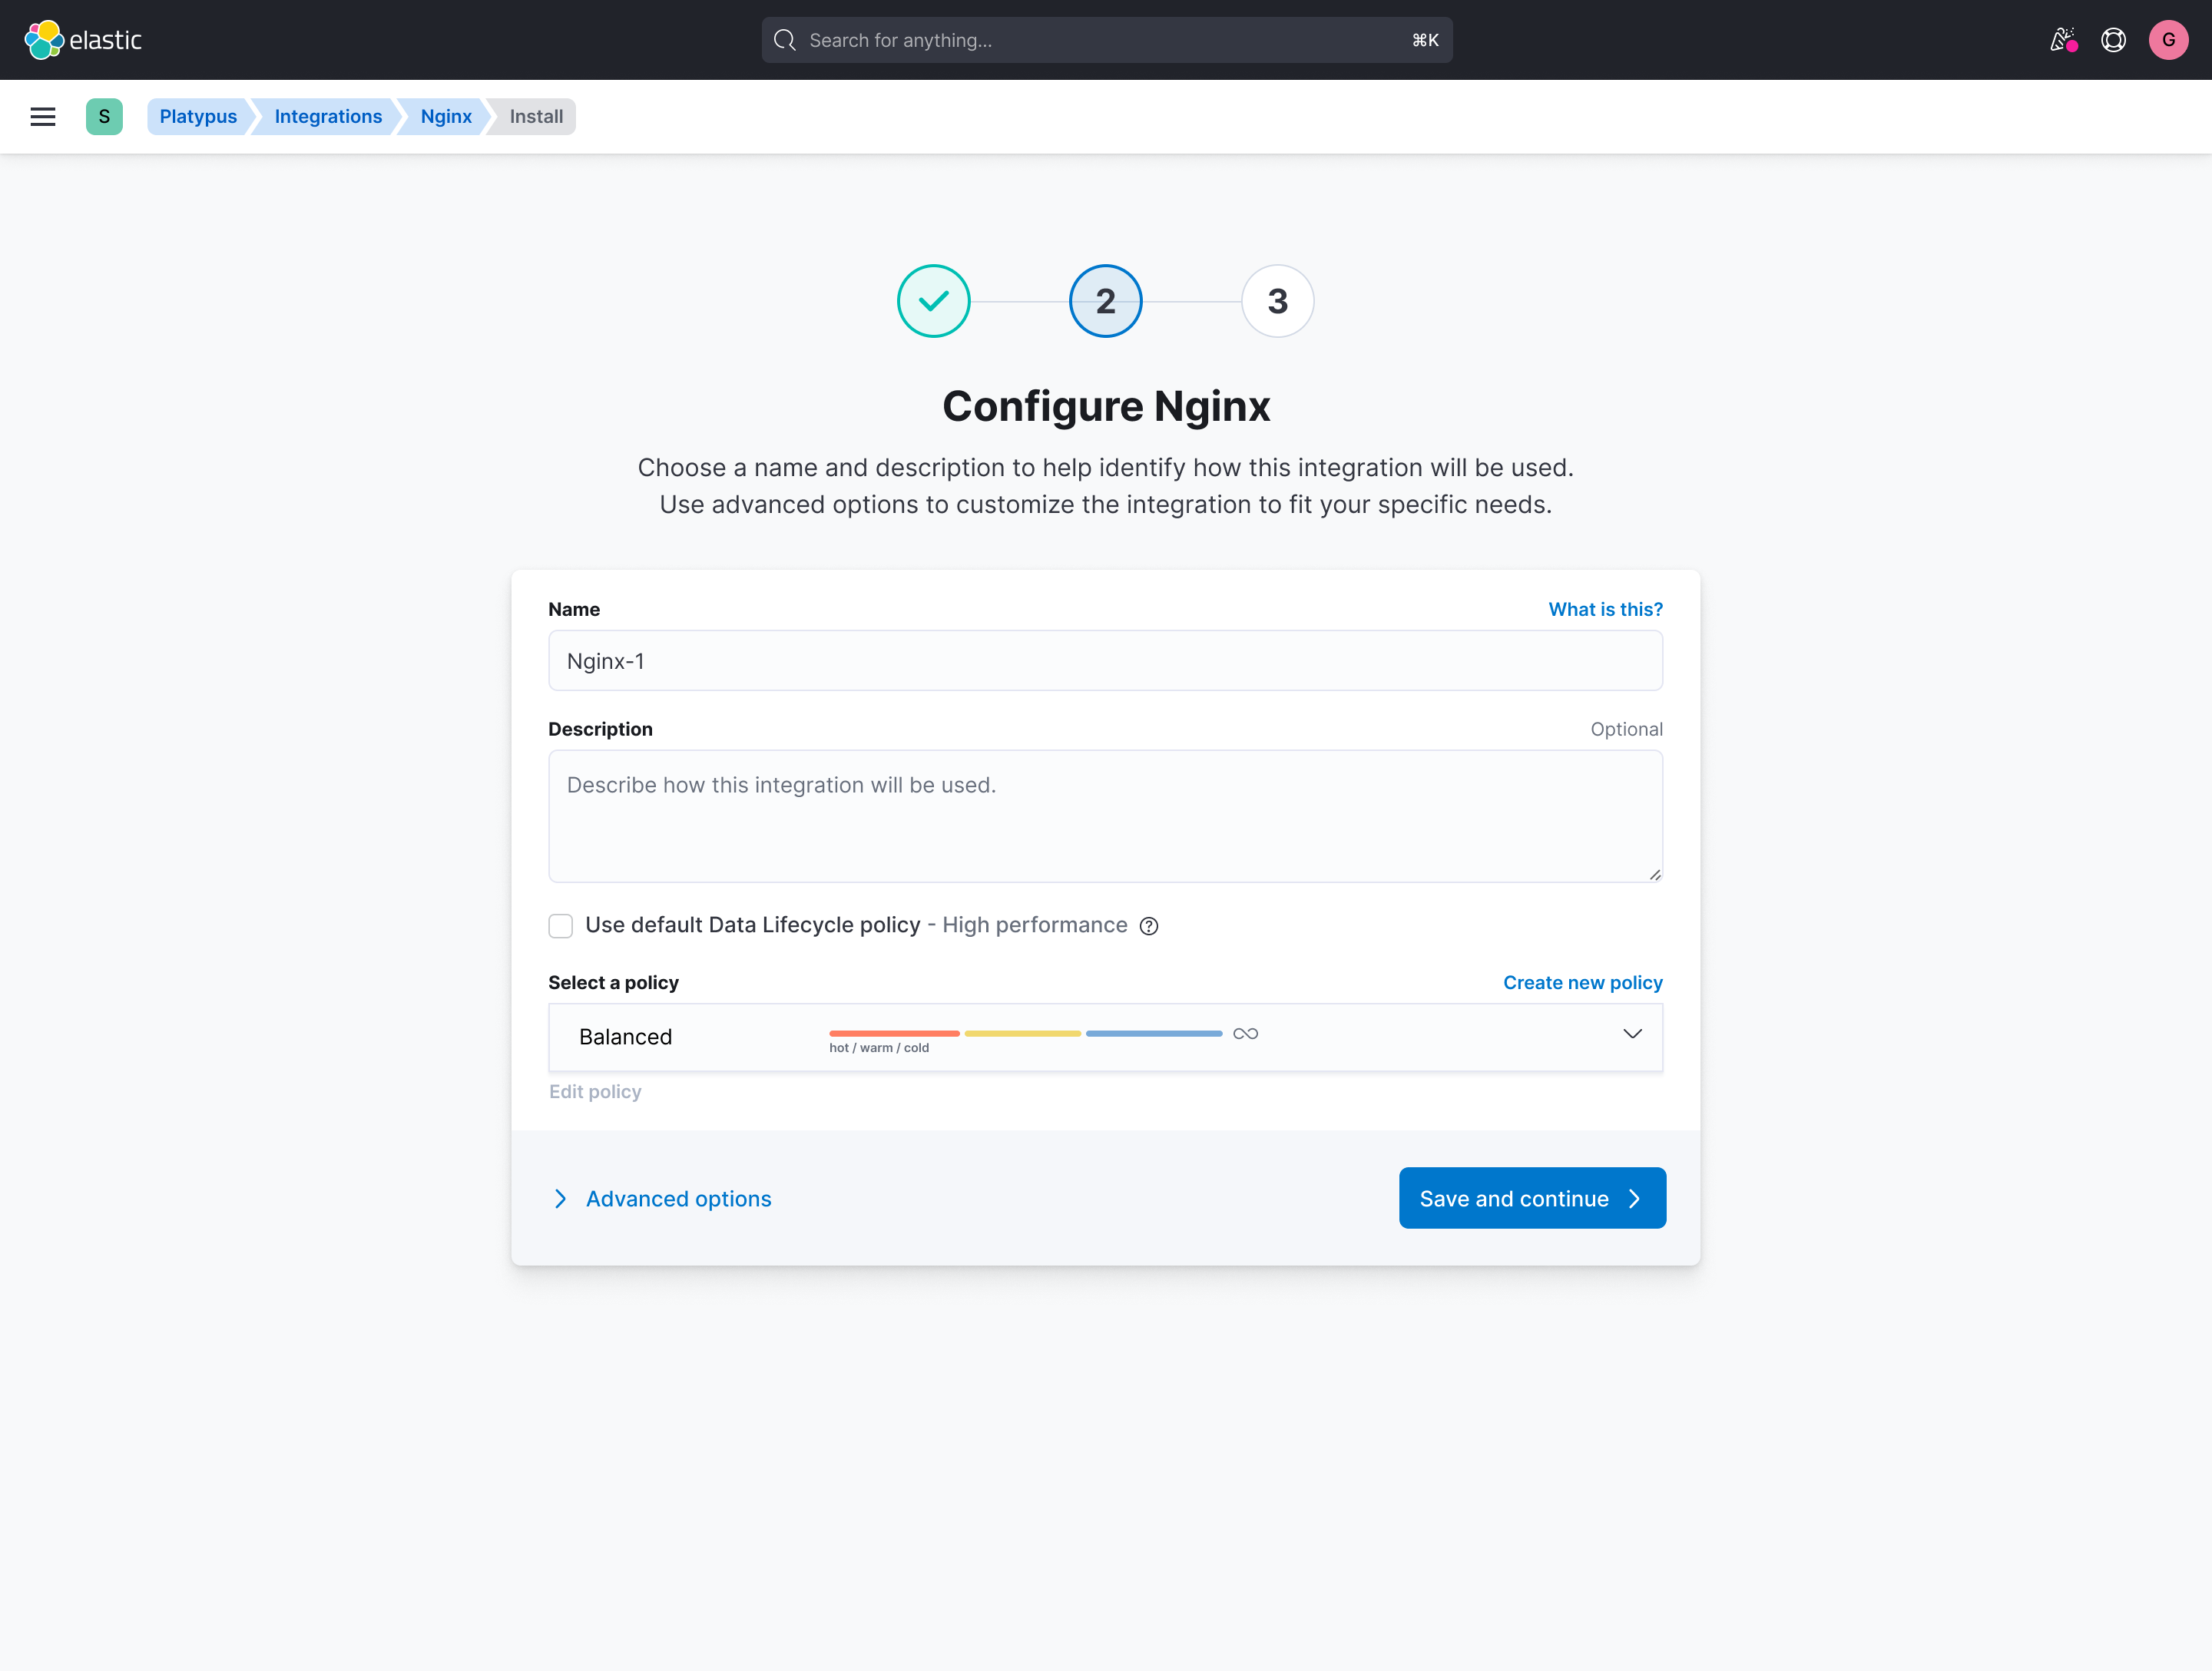 elastic
Search for anything...
⌘K
G
S
Platypus
Integrations
Nginx
Install
2
3
Configure Nginx
Choose a name and description to help identify how this integration will be used.
Use advanced options to customize the integration to fit your specific needs.
Name
What is this?
Nginx-1
Description
Optional
Describe how this integration will be used.
Use default Data Lifecycle policy - High performance
Select a policy
Create new policy
Balanced
hot / warm / cold
Edit policy
Advanced options
Save and continue